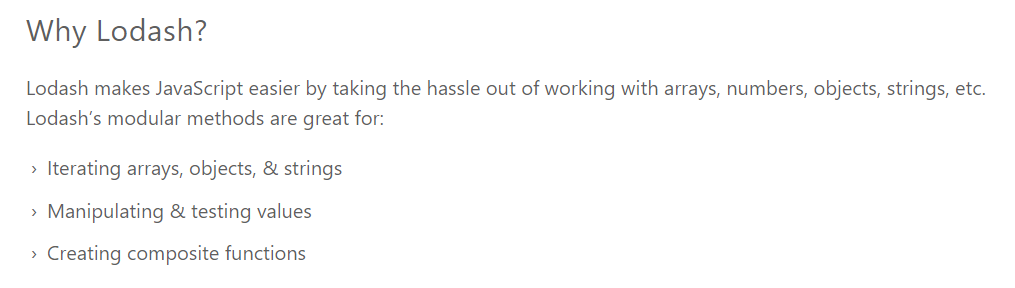 Why Lodash?
Lodash makes JavaScript easier by taking the hassle out of working with arrays, numbers, objects, strings, etc.
Lodash’s modular methods are great for:
› Iterating arrays, objects, & strings
› Manipulating & testing values
› Creating composite functions